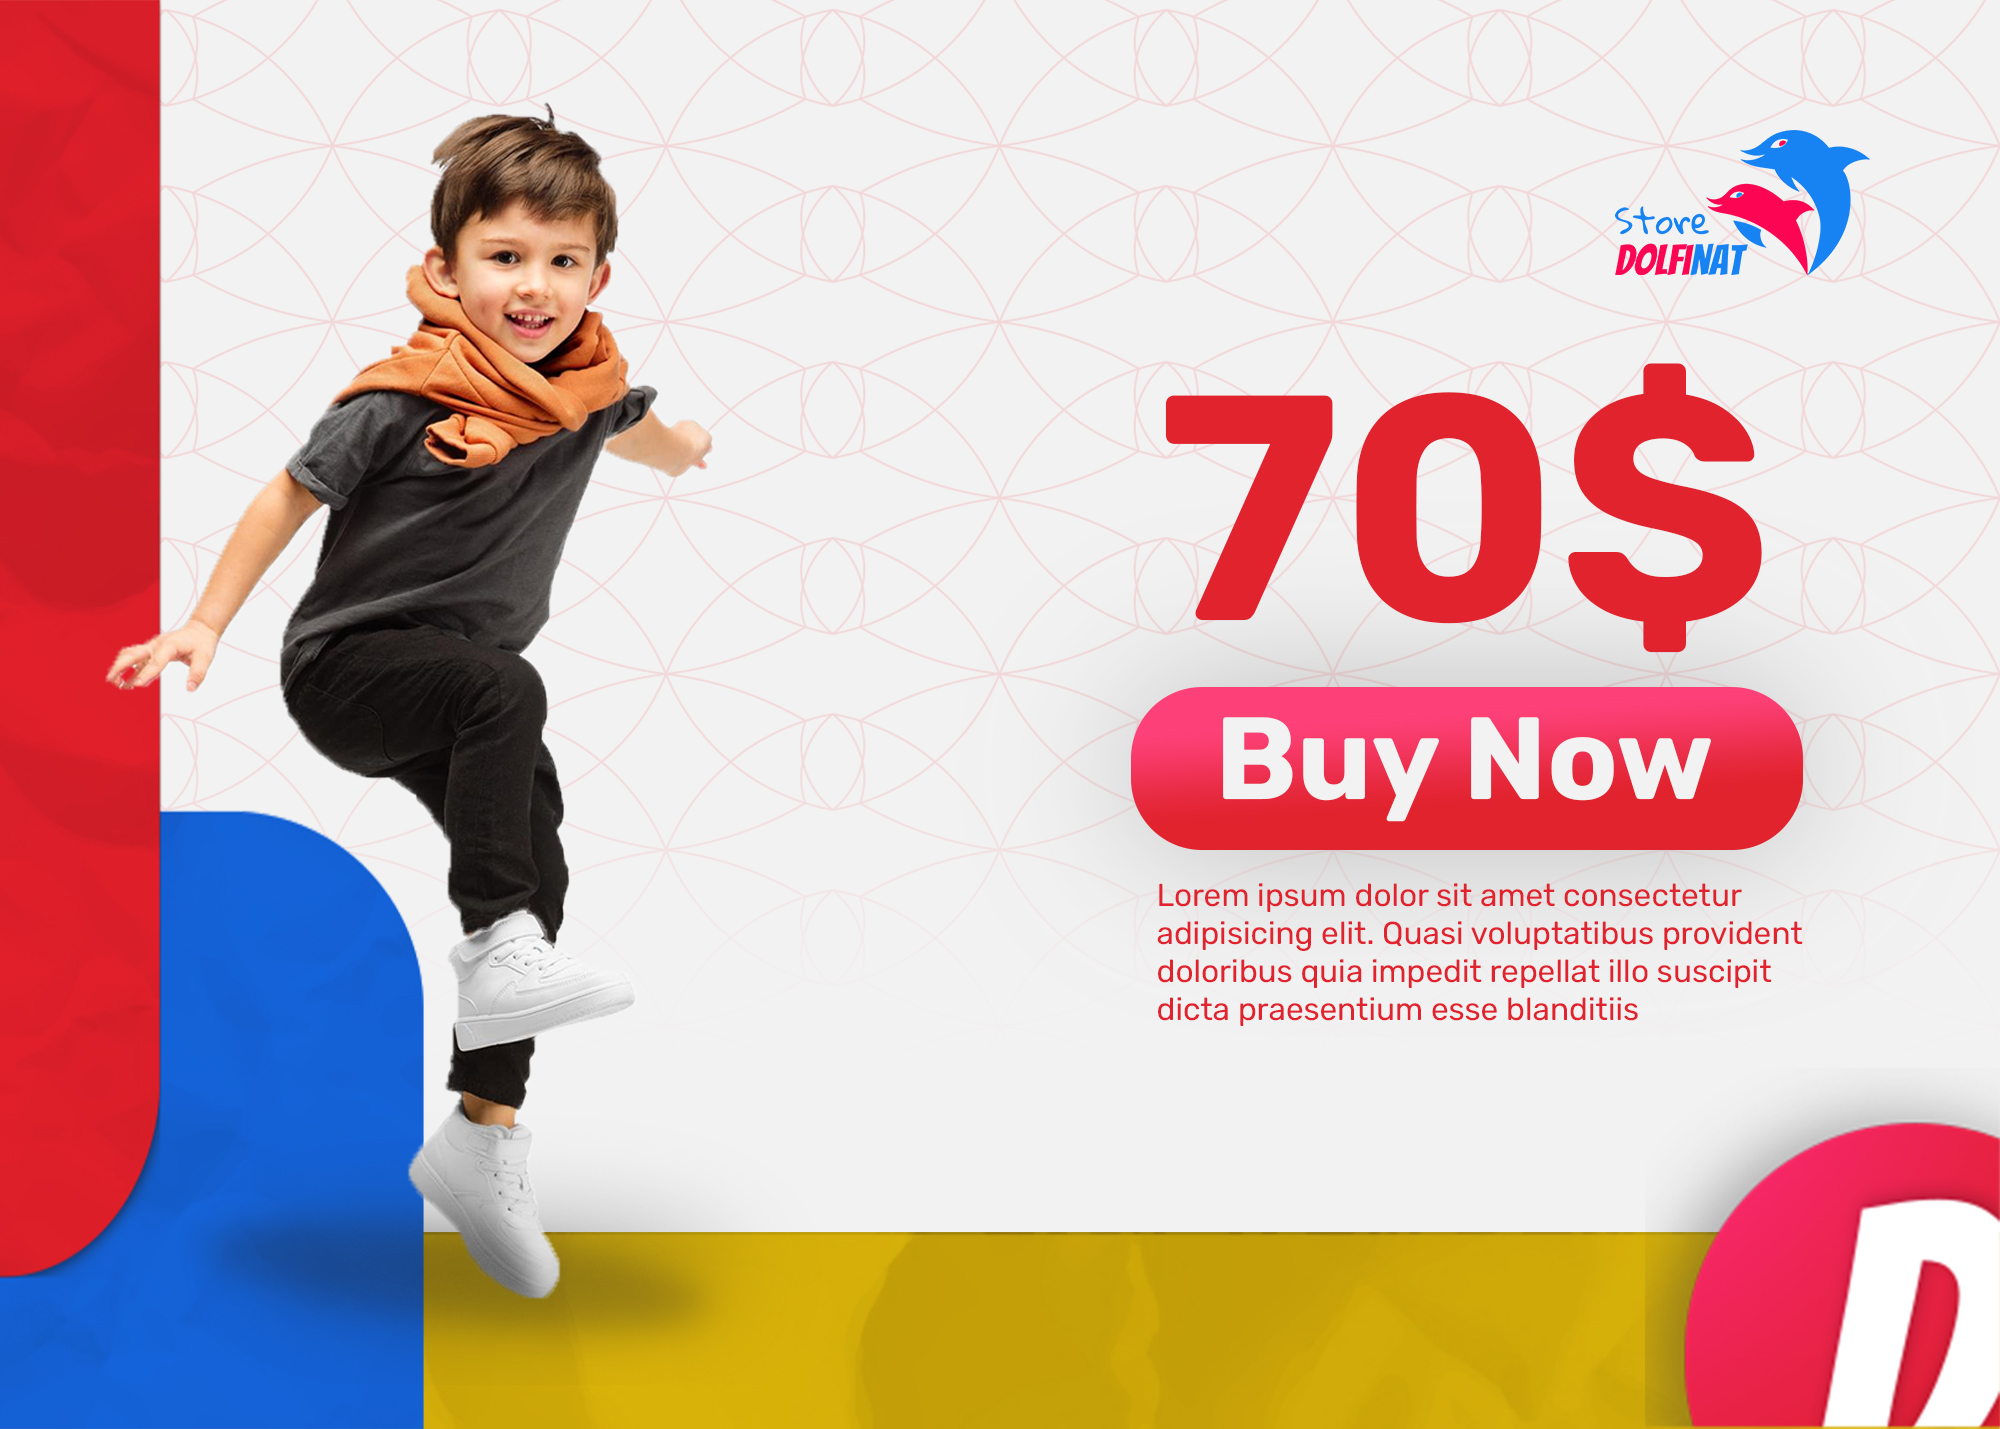 Store
DOLFINAT
70$
Buy Now
Lorem ipsum dolor sit amet consectetur
adipisicing elit. Quasi voluptatibus provident
doloribus quia impedit repellat illo suscipit
dicta praesentium esse blanditiis
D